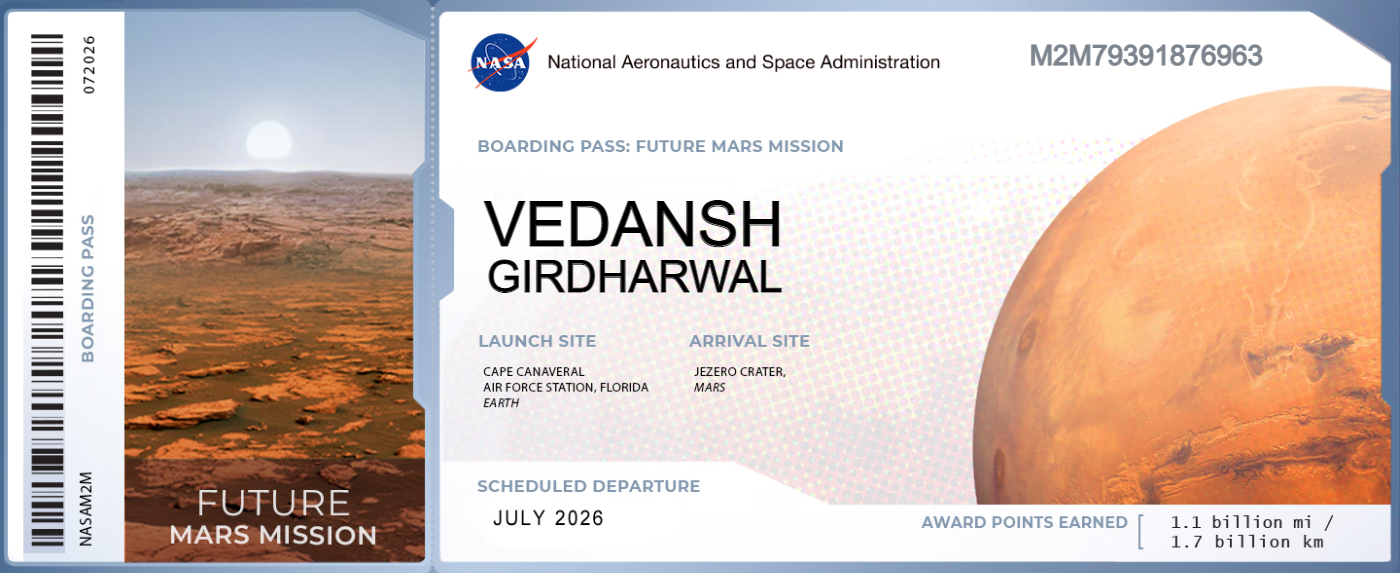 072026
BOARDING PASS
NASAM2M
FUTURE
MARS MISSION
NASA
National Aeronautics and Space Administration
M2M79391876963
BOARDING PASS: FUTURE MARS MISSION
VEDANSH
GIRDHARWAL
LAUNCH SITE
CAPE CANAVERAL
AIR FORCE STATION, FLORIDA
EARTH
ARRIVAL SITE
JEZERO CRATER,
MARS
SCHEDULED DEPARTURE
JULY 2026
AWARD POINTS EARNED
1.1 billion mi /
1.7 billion km